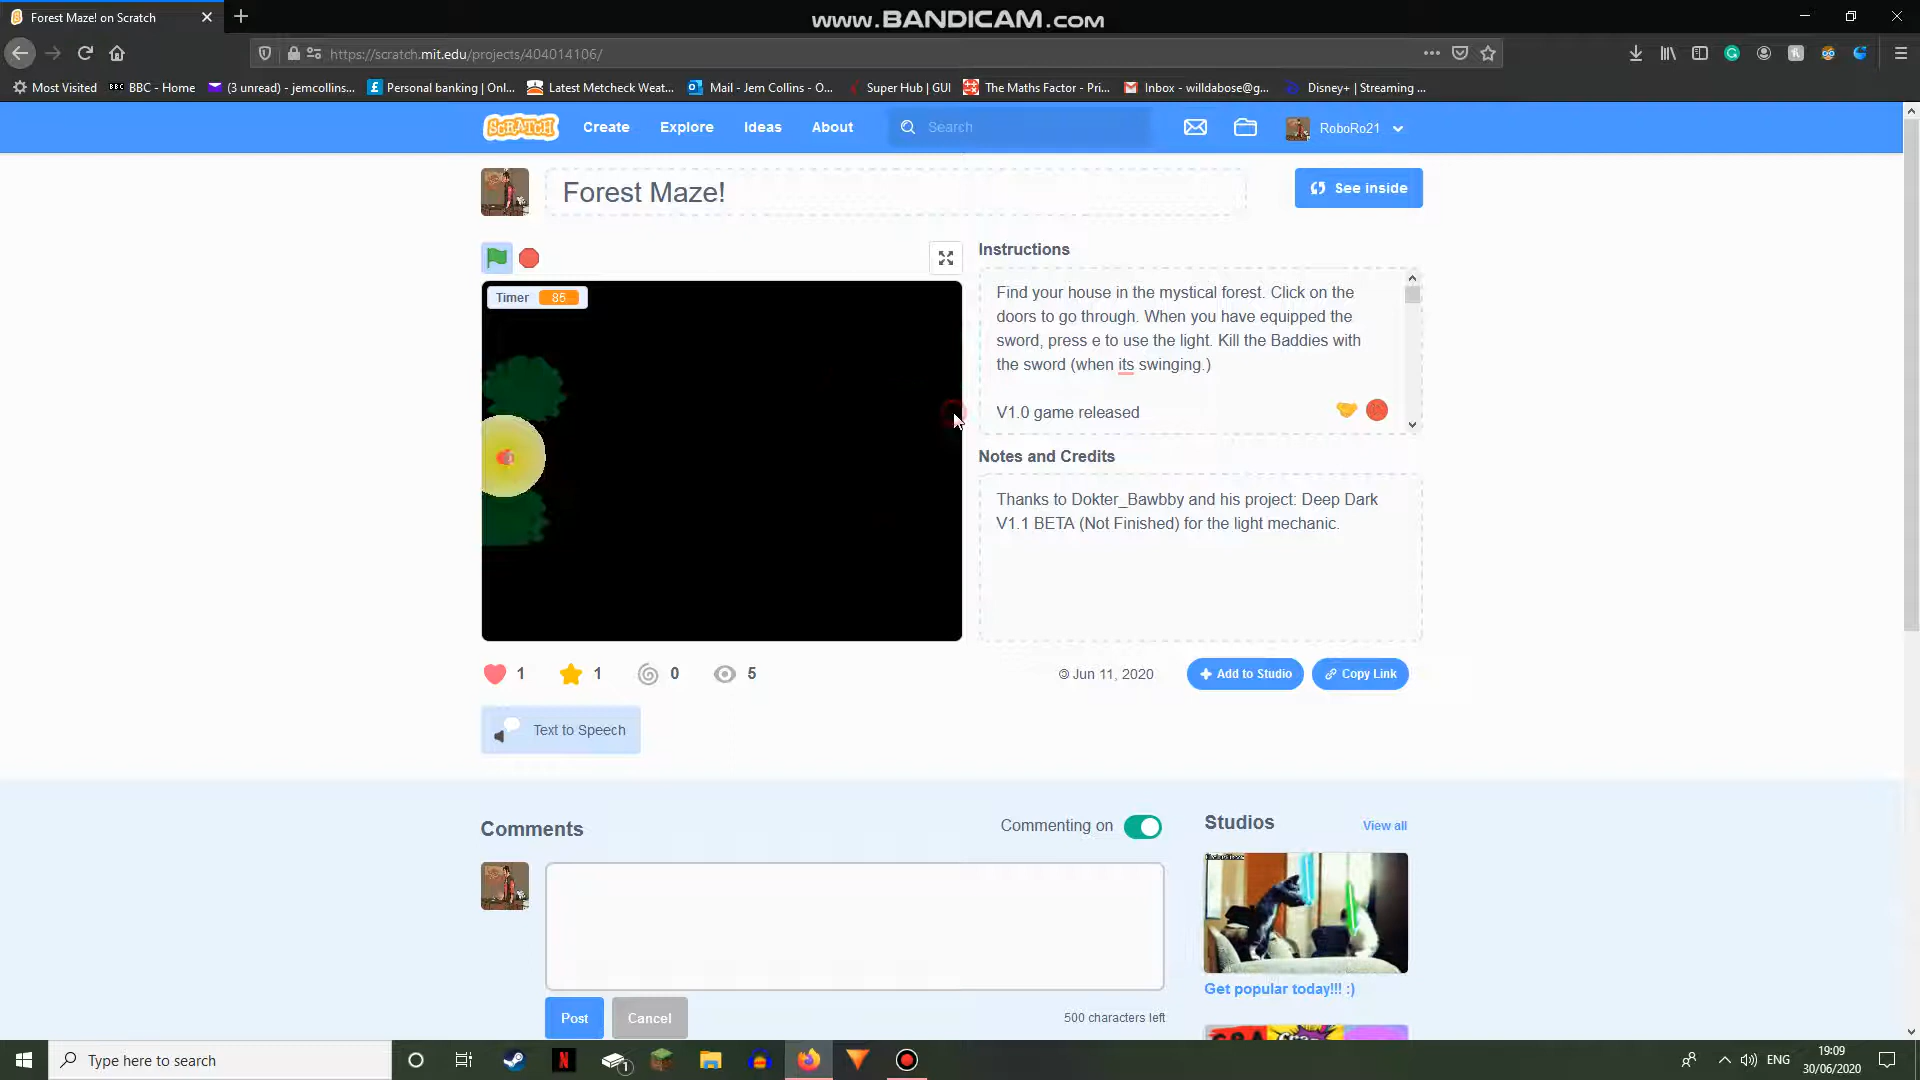 Forest Maze! on Scratch
WWW.BANDICAM.COM
https://scratch.mit.edu/projects/404014106/
Most Visited BBC BBC - Home (3 unread) - jemcollins... Personal banking | Onl... Latest Metcheck Weat... Mail - Jem Collins - O... Super Hub | GUI The Maths Factor - Pri... Inbox - willdabose@g... Disney+ | Streaming ...
SCRATCH Create Explore Ideas About Search RoboRo21
Forest Maze!
See inside
Timer 85
Instructions
Find your house in the mystical forest. Click on the
doors to go through. When you have equipped the
sword, press e to use the light. Kill the Baddies with
the sword (when its swinging.)
V1.0 game released
Notes and Credits
Thanks to Dokter_Bawbby and his project: Deep Dark
V1.1 BETA (Not Finished) for the light mechanic.
1 1 0 5
© Jun 11, 2020 Add to Studio Copy Link
Text to Speech
Comments
Commenting on
Studios View all
Get popular today!!! :)
Post Cancel 500 characters left
Type here to search
1
ENG
19:09
30/06/2020